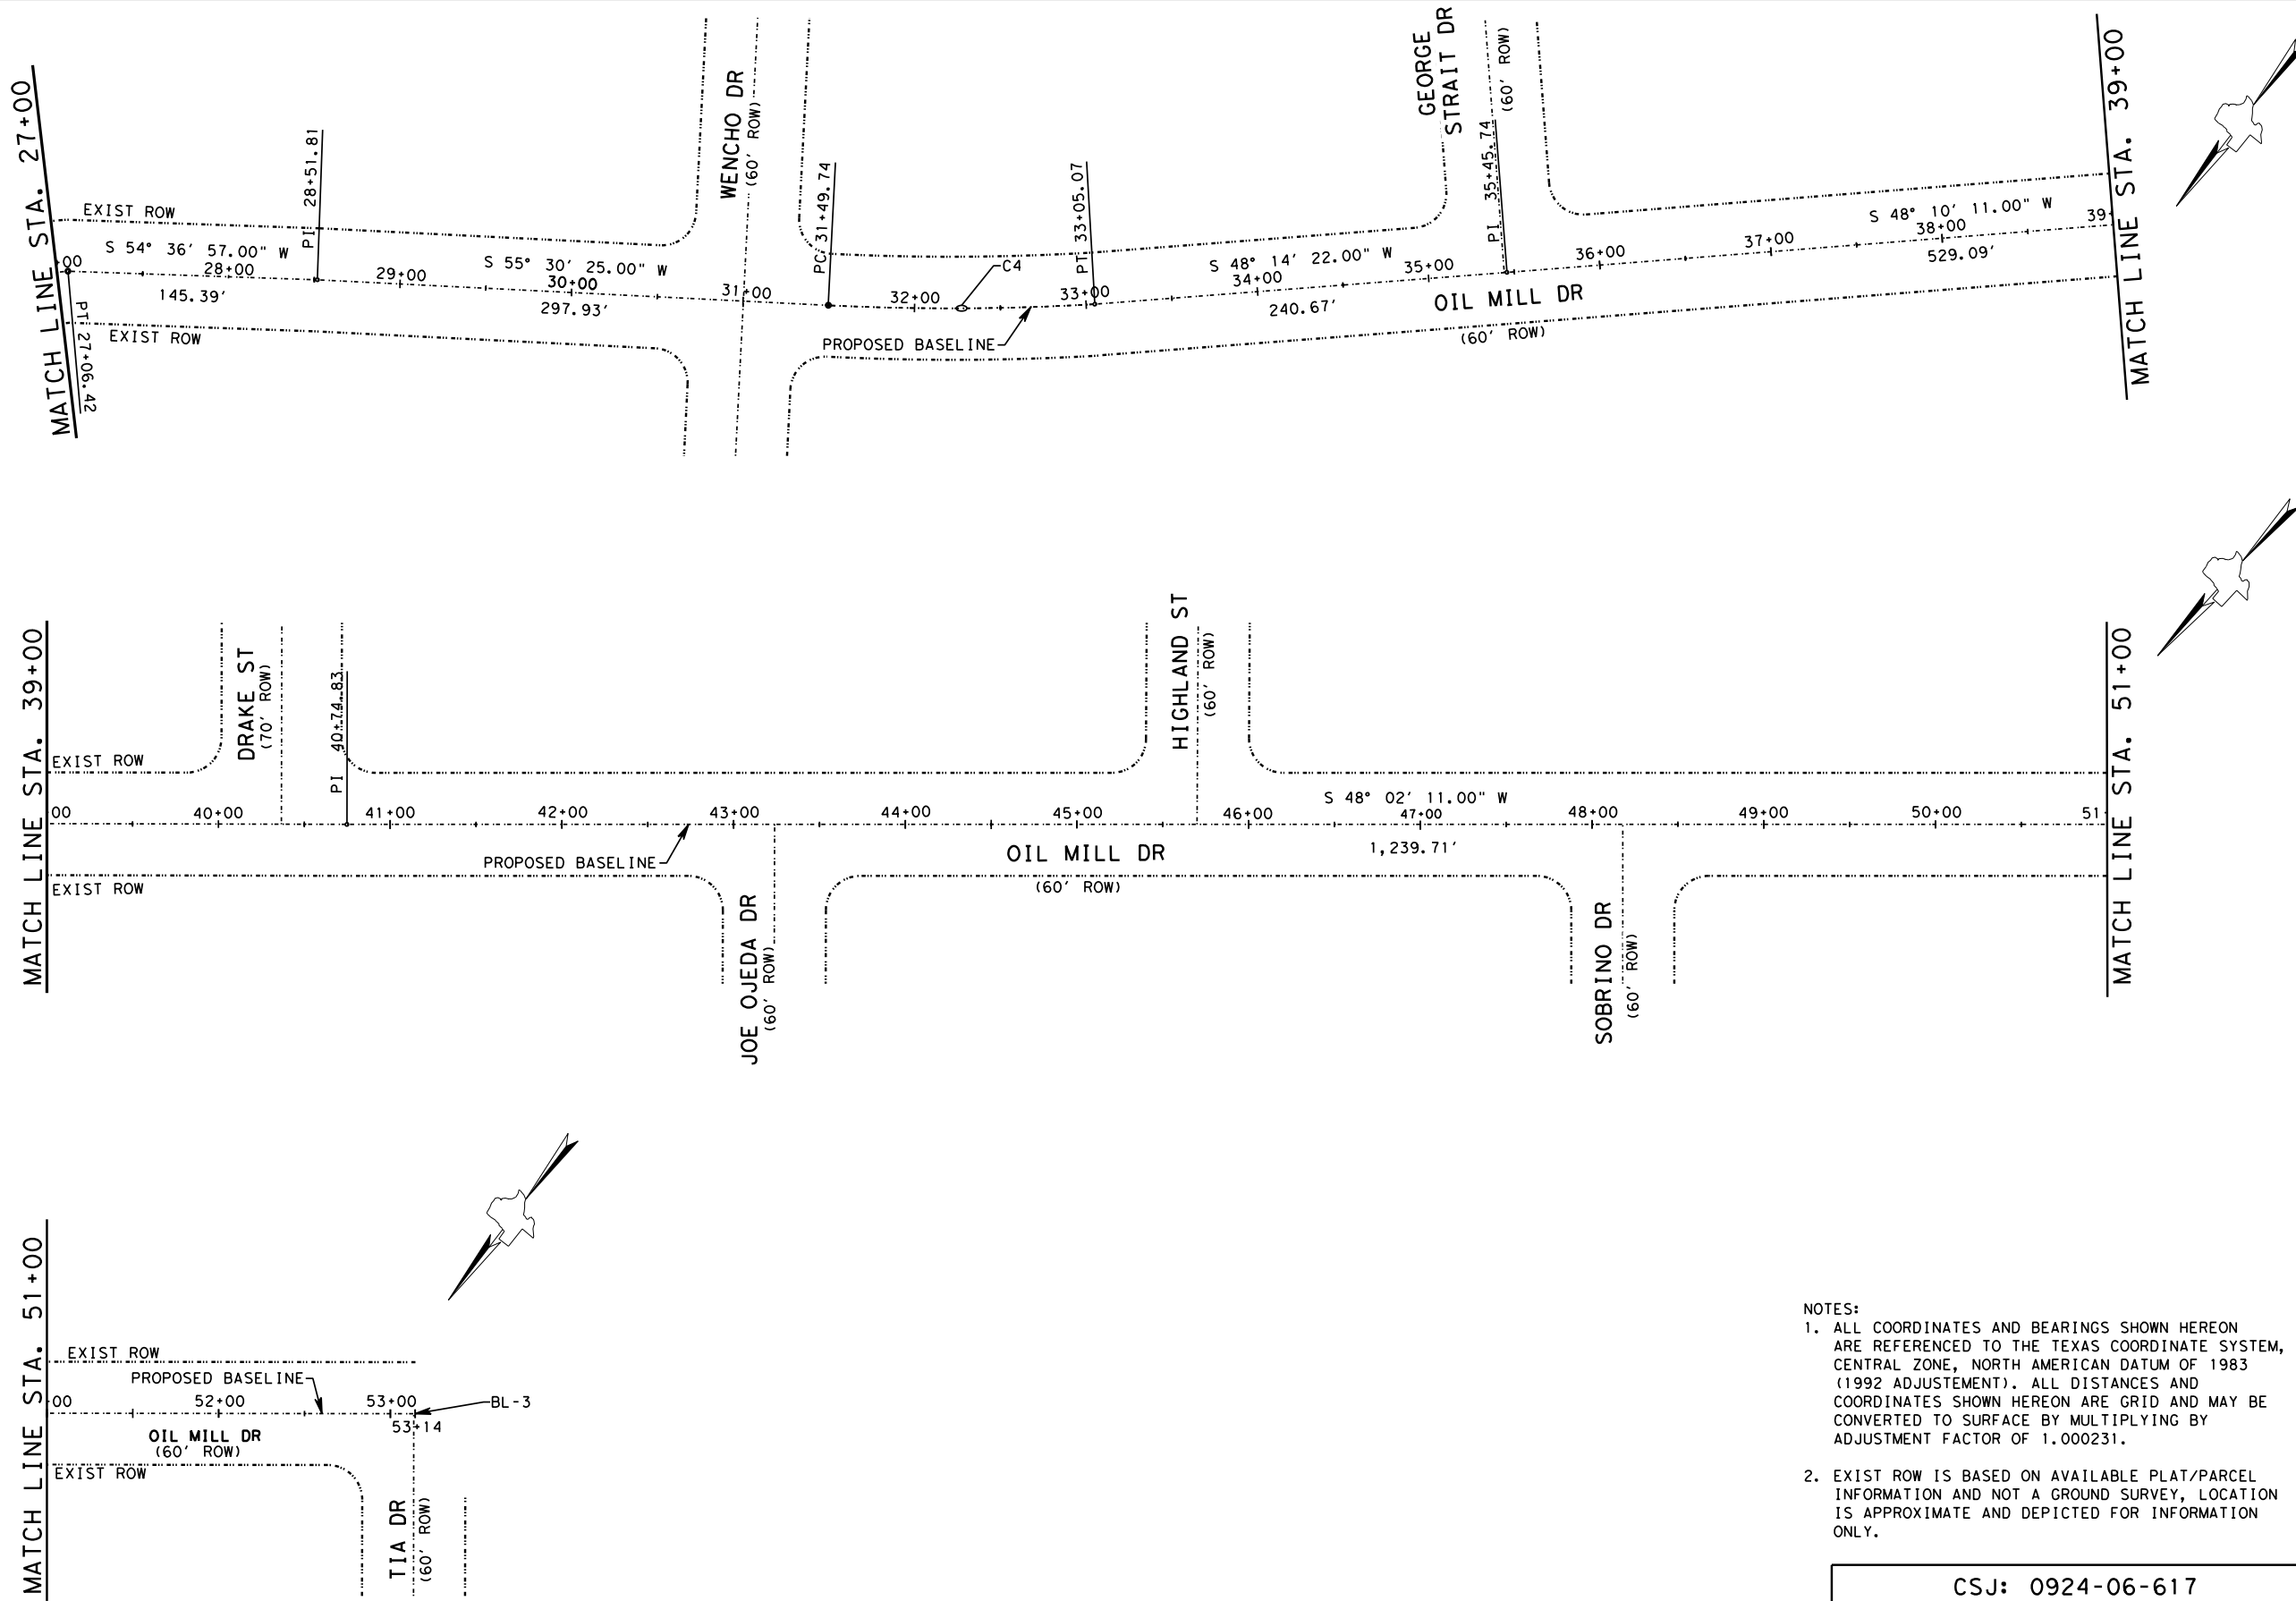 MATCH LINE STA. 27+00
EXIST ROW
S 54° 36' 57.00" W
00
28+00
145.39'
EXIST ROW
PT 27+06.42
PI 28+51.81
29+00
S 55° 30' 25.00" W
30+00
297.93'
WENCHO DR
(60' ROW)
31+00
PC 31+49.74
32+00
C4
PROPOSED BASELINE
PT 33+05.07
33+00
S 48° 14' 22.00" W
34+00
240.67'
GEORGE
STRAIT DR
(60' ROW)
35+00
PI 35+45.74
OIL MILL DR
(60' ROW)
36+00
37+00
S 48° 10' 11.00" W
38+00
529.09'
39
MATCH LINE STA. 39+00
MATCH LINE STA. 39+00
EXIST ROW
00
EXIST ROW
40+00
DRAKE ST
(70' ROW)
PI 40+74.83
41+00
42+00
PROPOSED BASELINE
43+00
JOE OJEDA DR
(60' ROW)
44+00
45+00
OIL MILL DR
(60' ROW)
HIGHLAND ST
(60' ROW)
46+00
S 48° 02' 11.00" W
47+00
1,239.71'
48+00
SOBRINO DR
(60' ROW)
49+00
50+00
51
MATCH LINE STA. 51+00
MATCH LINE STA. 51+00
EXIST ROW
PROPOSED BASELINE
00
52+00
53+00
BL-3
53+14
OIL MILL DR
(60' ROW)
EXIST ROW
TIA DR
(60' ROW)
NOTES:
1. ALL COORDINATES AND BEARINGS SHOWN HEREON
ARE REFERENCED TO THE TEXAS COORDINATE SYSTEM,
CENTRAL ZONE, NORTH AMERICAN DATUM OF 1983
(1992 ADJUSTEMENT). ALL DISTANCES AND
COORDINATES SHOWN HEREON ARE GRID AND MAY BE
CONVERTED TO SURFACE BY MULTIPLYING BY
ADJUSTMENT FACTOR OF 1.000231.
2. EXIST ROW IS BASED ON AVAILABLE PLAT/PARCEL
INFORMATION AND NOT A GROUND SURVEY, LOCATION
IS APPROXIMATE AND DEPICTED FOR INFORMATION
ONLY.
CSJ: 0924-06-617